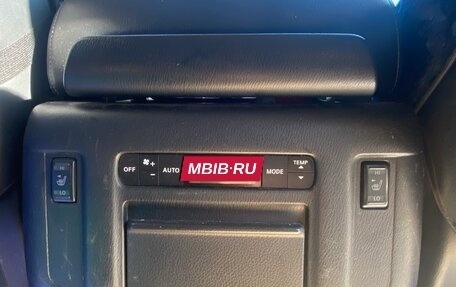 HI
LO
OFF
+
-
AUTO
MBIB·RU
MODE
TEMP
HI
LO